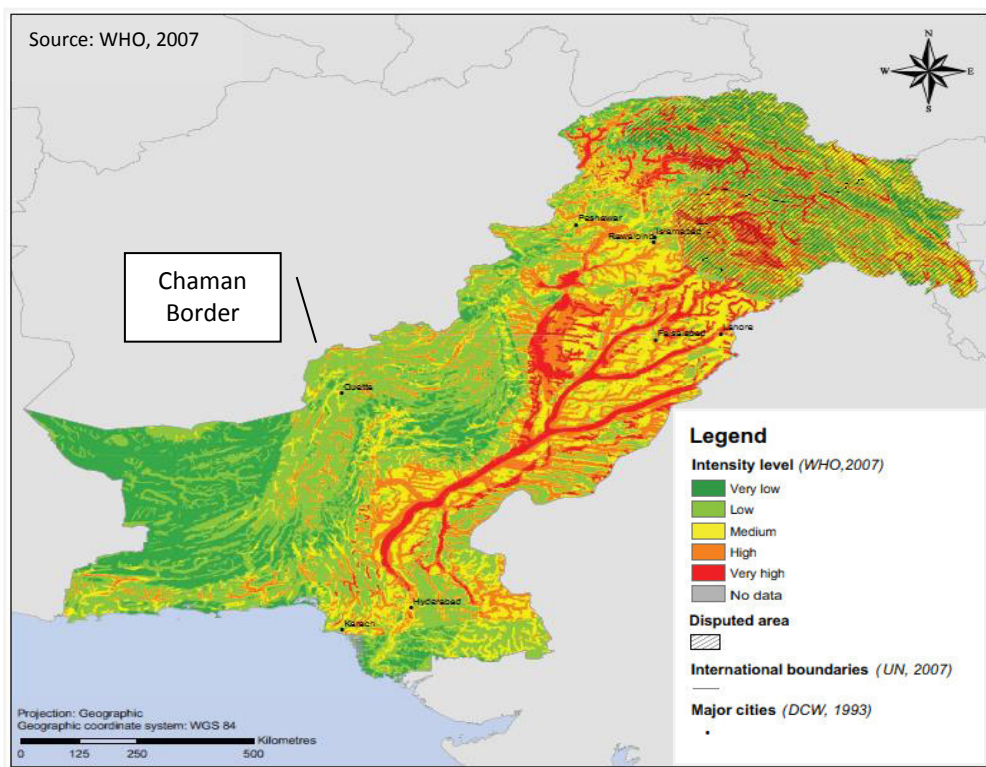 Source: WHO, 2007
N
W
E
S
Peshawar
Rawalpindi
Islamabad
Chaman
Border
Faisalabad
Lahore
Quetta
Hyderabad
Karachi
Legend
Intensity level (WHO,2007)
Very low
Low
Medium
High
Very high
No data
Disputed area
International boundaries (UN, 2007)
Major cities (DCW, 1993)
Projection: Geographic
Geographic coordinate system: WGS 84
Kilometres
0 125 250 500